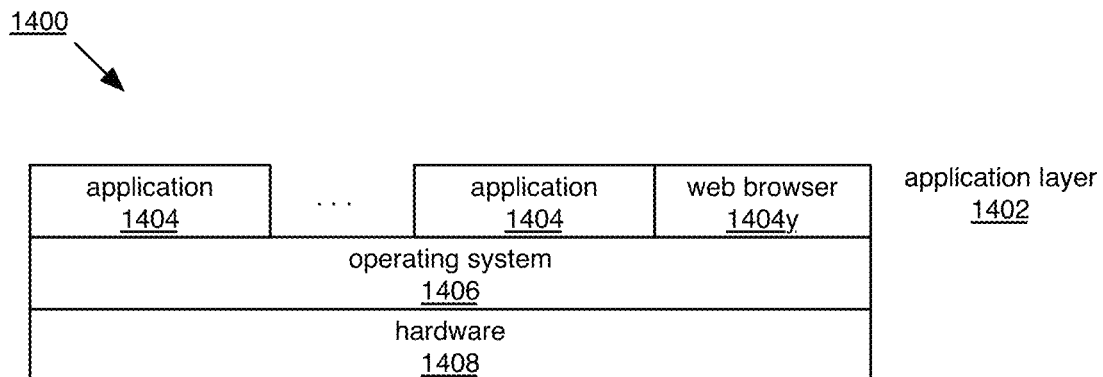 1400
application
1404
. . .
application
1404
web browser
1404y
application layer
1402
operating system
1406
hardware
1408